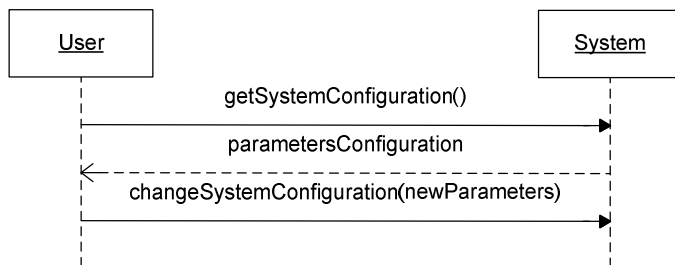 User
System
getSystemConfiguration()
parametersConfiguration
changeSystemConfiguration(newParameters)